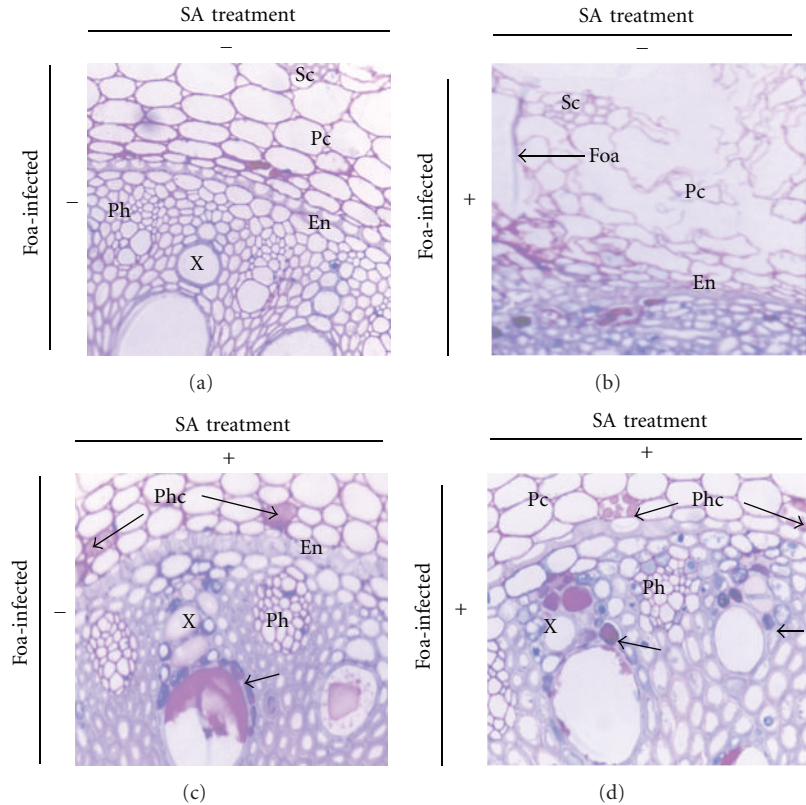 SA treatment
−
Foa-infected
−
Sc
Pc
Ph
En
X
(a)
SA treatment
−
Foa-infected
+
Sc
Foa
Pc
En
(b)
SA treatment
+
Foa-infected
−
Phc
En
X
Ph
(c)
SA treatment
+
Foa-infected
+
Pc
Phc
Ph
X
(d)